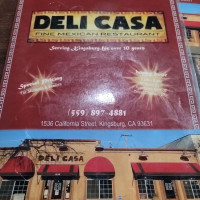 DELI CASA
FINE MEXICAN RESTAURANT
Serving Kingsburg for over 10 years
(559) 897-4881
1536 California Street, Kingsburg, CA 93631
DELI CASA